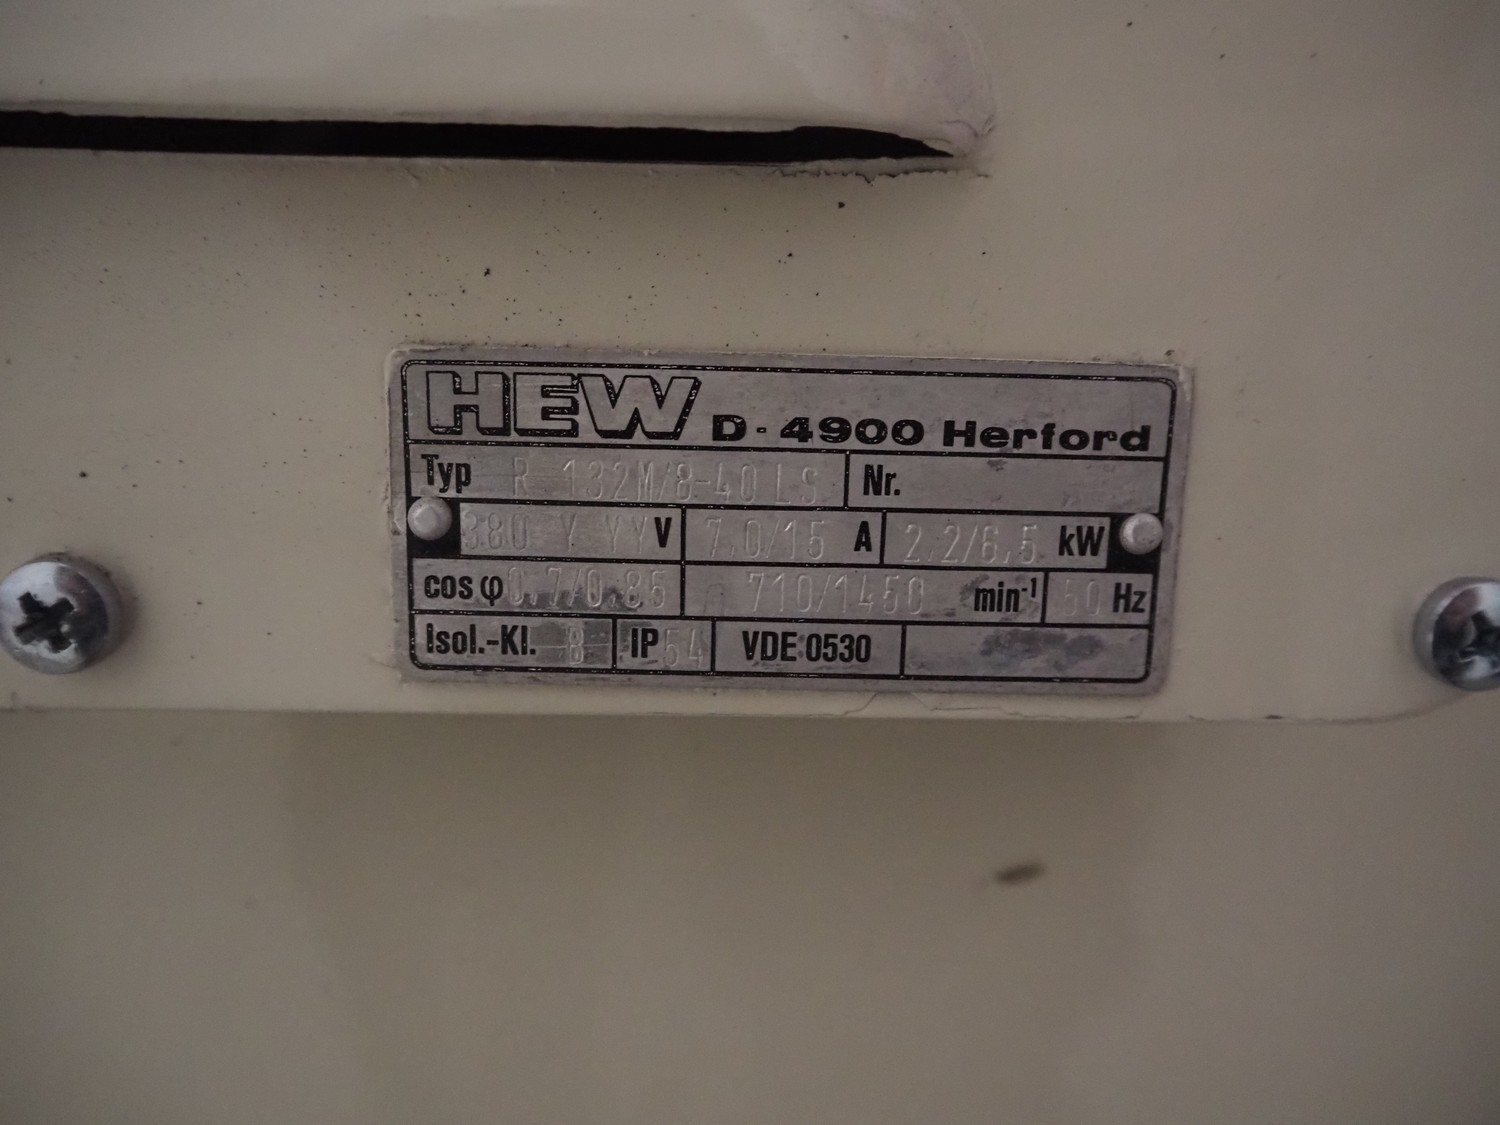 HEW D-4900 Herford
Typ R 132M/8-40 LS Nr.
380 Y YY V 7,0/15 A 2,2/6,5 kW
cos φ 0,7/0,86 710/1450 min-1 50 Hz
Isol.-Kl. B IP 54 VDE 0530